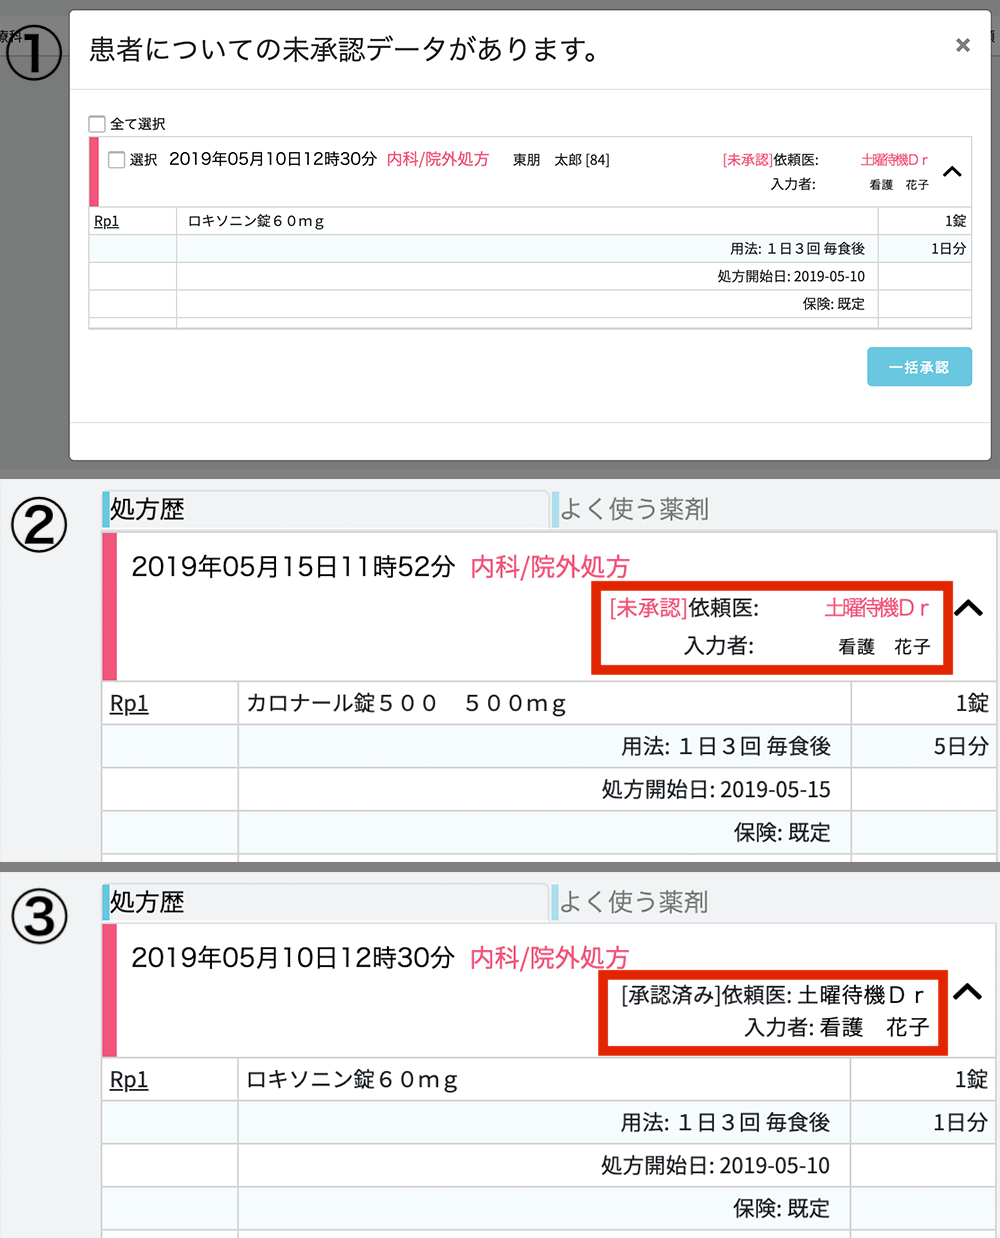 療科
①
患者についての未承認データがあります。
×
全て選択
選択 2019年05月10日12時30分 内科/院外処方 東朋　太郎 [84] [未承認]依頼医: 土曜待機Ｄｒ
入力者: 看護　花子
Rp1 ロキソニン錠６０ｍｇ 1錠
用法: １日３回 毎食後 1日分
処方開始日: 2019-05-10
保険: 既定
一括承認
②
処方歴 よく使う薬剤
2019年05月15日11時52分 内科/院外処方
[未承認]依頼医: 土曜待機Ｄｒ
入力者: 看護　花子
Rp1 カロナール錠５００　５００ｍｇ 1錠
用法: １日３回 毎食後 5日分
処方開始日: 2019-05-15
保険: 既定
③
処方歴 よく使う薬剤
2019年05月10日12時30分 内科/院外処方
[承認済み]依頼医: 土曜待機Ｄｒ
入力者: 看護　花子
Rp1 ロキソニン錠６０ｍｇ 1錠
用法: １日３回 毎食後 1日分
処方開始日: 2019-05-10
保険: 既定